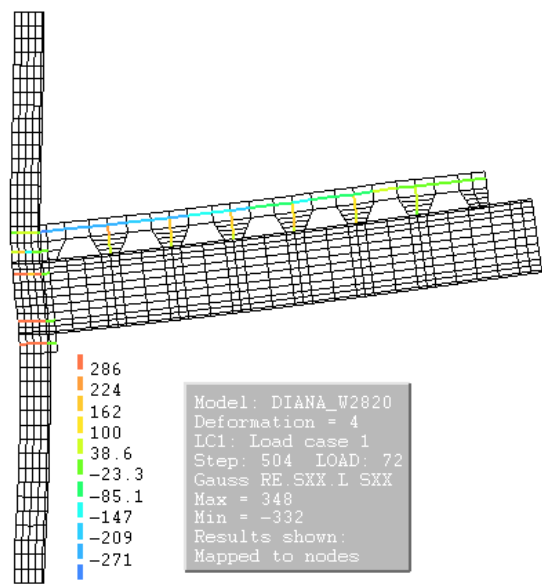 286
224
162
100
38.6
-23.3
-85.1
-147
-209
-271
Model: DIANA_W2820
Deformation = 4
LC1: Load case 1
Step: 504 LOAD: 72
Gauss RE.SXX.L SXX
Max = 348
Min = -332
Results shown:
Mapped to nodes